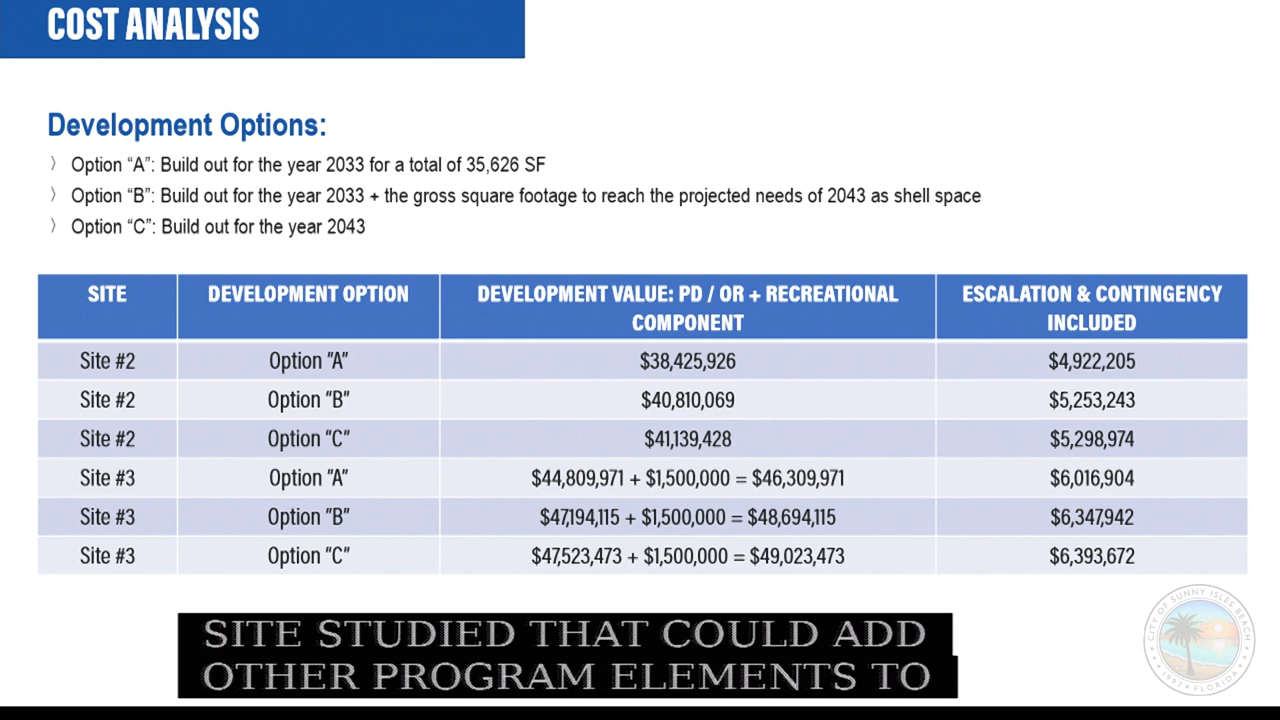 COST ANALYSIS
Development Options:
〉 Option “A”: Build out for the year 2033 for a total of 35,626 SF
〉 Option “B”: Build out for the year 2033 + the gross square footage to reach the projected needs of 2043 as shell space
〉 Option “C”: Build out for the year 2043
SITE DEVELOPMENT OPTION DEVELOPMENT VALUE: PD / OR + RECREATIONAL COMPONENT ESCALATION & CONTINGENCY INCLUDED
Site #2 Option "A" $38,425,926 $4,922,205
Site #2 Option "B" $40,810,069 $5,253,243
Site #2 Option "C" $41,139,428 $5,298,974
Site #3 Option "A" $44,809,971 + $1,500,000 = $46,309,971 $6,016,904
Site #3 Option "B" $47,194,115 + $1,500,000 = $48,694,115 $6,347,942
Site #3 Option "C" $47,523,473 + $1,500,000 = $49,023,473 $6,393,672
SITE STUDIED THAT COULD ADD
OTHER PROGRAM ELEMENTS TO
CITY OF SUNNY ISLES BEACH
1997 • FLORIDA